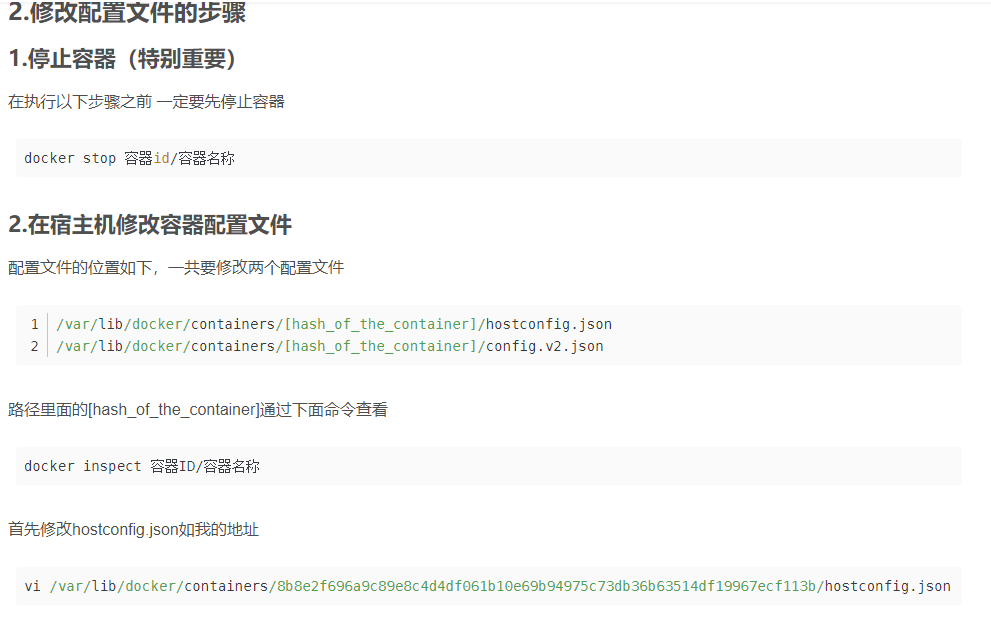 2.修改配置文件的步骤
1.停止容器（特别重要）
在执行以下步骤之前 一定要先停止容器
docker stop 容器id/容器名称
2.在宿主机修改容器配置文件
配置文件的位置如下，一共要修改两个配置文件
1 /var/lib/docker/containers/[hash_of_the_container]/hostconfig.json
2 /var/lib/docker/containers/[hash_of_the_container]/config.v2.json
路径里面的[hash_of_the_container]通过下面命令查看
docker inspect 容器ID/容器名称
首先修改hostconfig.json如我的地址
vi /var/lib/docker/containers/8b8e2f696a9c89e8c4d4df061b10e69b94975c73db36b63514df19967ecf113b/hostconfig.json